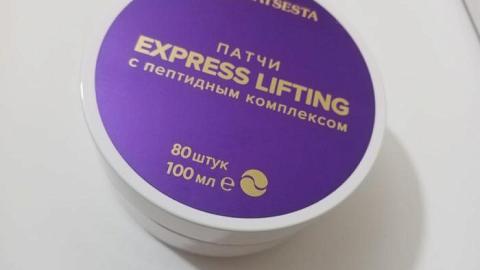 ПАТЧИ
EXPRESS LIFTING
С ПЕПТИДНЫМ КОМПЛЕКСОМ
80 ШТУК
100 МЛ e